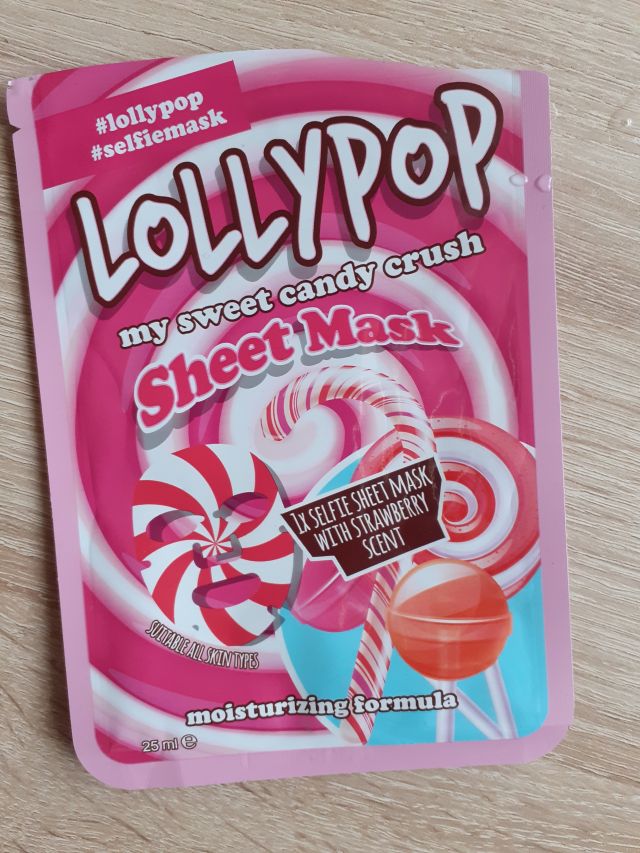 #lollypop
#selfiemask
LOLLYPOP
my sweet candy crush
Sheet Mask
1X SELFIE SHEET MASK
WITH STRAWBERRY
SCENT
SUITABLE ALL SKIN TYPES
moisturizing formula
25 ml ℮